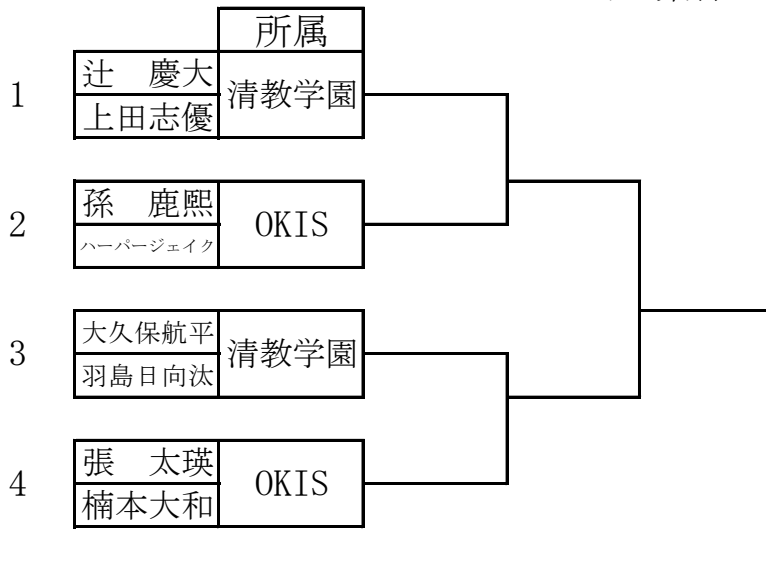 所属
1
辻 慶大
上田志優
清教学園
2
孫 鹿熙
ハーパージェイク
OKIS
3
大久保航平
羽島日向汰
清教学園
4
張 太瑛
楠本大和
OKIS